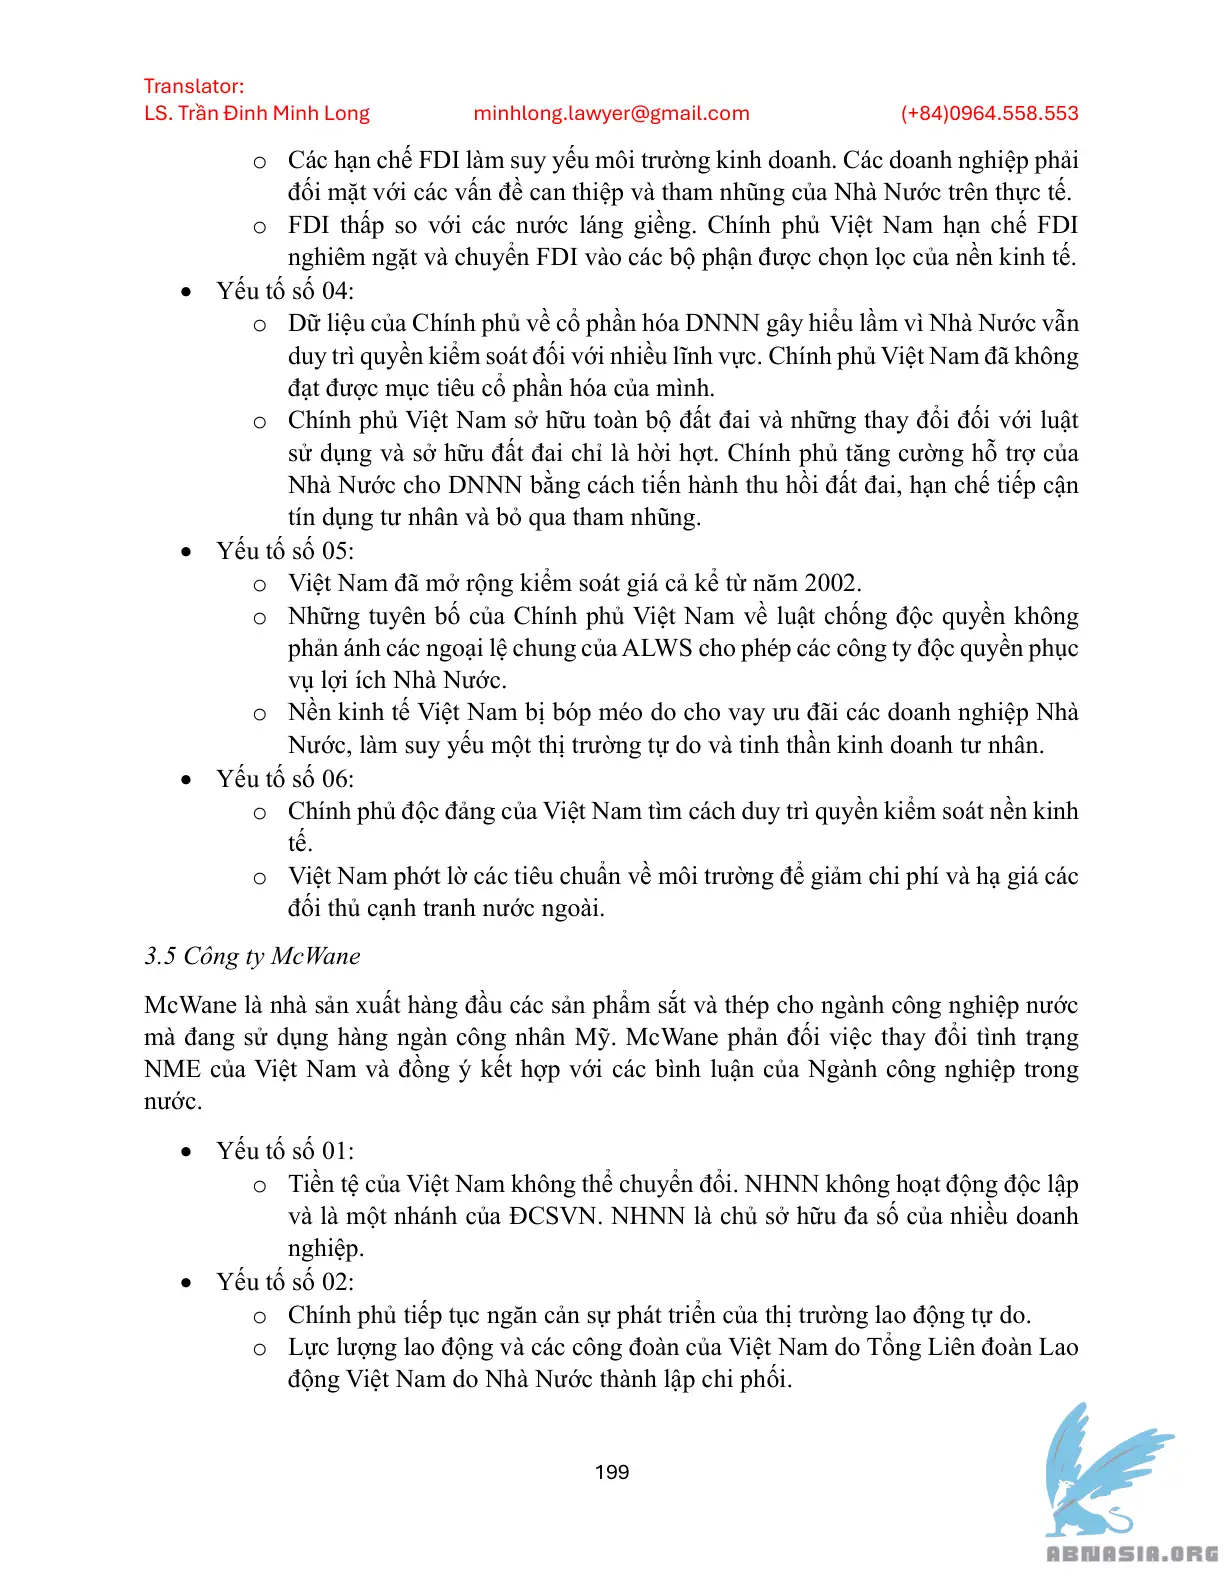 Translator:
LS. Trần Đinh Minh Long minhlong.lawyer@gmail.com (+84)0964.558.553
o Các hạn chế FDI làm suy yếu môi trường kinh doanh. Các doanh nghiệp phải
đối mặt với các vấn đề can thiệp và tham nhũng của Nhà Nước trên thực tế.
o FDI thấp so với các nước láng giềng. Chính phủ Việt Nam hạn chế FDI
nghiêm ngặt và chuyển FDI vào các bộ phận được chọn lọc của nền kinh tế.
• Yếu tố số 04:
o Dữ liệu của Chính phủ về cổ phần hóa DNNN gây hiểu lầm vì Nhà Nước vẫn
duy trì quyền kiểm soát đối với nhiều lĩnh vực. Chính phủ Việt Nam đã không
đạt được mục tiêu cổ phần hóa của mình.
o Chính phủ Việt Nam sở hữu toàn bộ đất đai và những thay đổi đối với luật
sử dụng và sở hữu đất đai chỉ là hời hợt. Chính phủ tăng cường hỗ trợ của
Nhà Nước cho DNNN bằng cách tiến hành thu hồi đất đai, hạn chế tiếp cận
tín dụng tư nhân và bỏ qua tham nhũng.
• Yếu tố số 05:
o Việt Nam đã mở rộng kiểm soát giá cả kể từ năm 2002.
o Những tuyên bố của Chính phủ Việt Nam về luật chống độc quyền không
phản ánh các ngoại lệ chung của ALWS cho phép các công ty độc quyền phục
vụ lợi ích Nhà Nước.
o Nền kinh tế Việt Nam bị bóp méo do cho vay ưu đãi các doanh nghiệp Nhà
Nước, làm suy yếu một thị trường tự do và tinh thần kinh doanh tư nhân.
• Yếu tố số 06:
o Chính phủ độc đảng của Việt Nam tìm cách duy trì quyền kiểm soát nền kinh
tế.
o Việt Nam phớt lờ các tiêu chuẩn về môi trường để giảm chi phí và hạ giá các
đối thủ cạnh tranh nước ngoài.
3.5 Công ty McWane
McWane là nhà sản xuất hàng đầu các sản phẩm sắt và thép cho ngành công nghiệp nước
mà đang sử dụng hàng ngàn công nhân Mỹ. McWane phản đối việc thay đổi tình trạng
NME của Việt Nam và đồng ý kết hợp với các bình luận của Ngành công nghiệp trong
nước.
• Yếu tố số 01:
o Tiền tệ của Việt Nam không thể chuyển đổi. NHNN không hoạt động độc lập
và là một nhánh của ĐCSVN. NHNN là chủ sở hữu đa số của nhiều doanh
nghiệp.
• Yếu tố số 02:
o Chính phủ tiếp tục ngăn cản sự phát triển của thị trường lao động tự do.
o Lực lượng lao động và các công đoàn của Việt Nam do Tổng Liên đoàn Lao
động Việt Nam do Nhà Nước thành lập chi phối.
199
ABNASIA.ORG